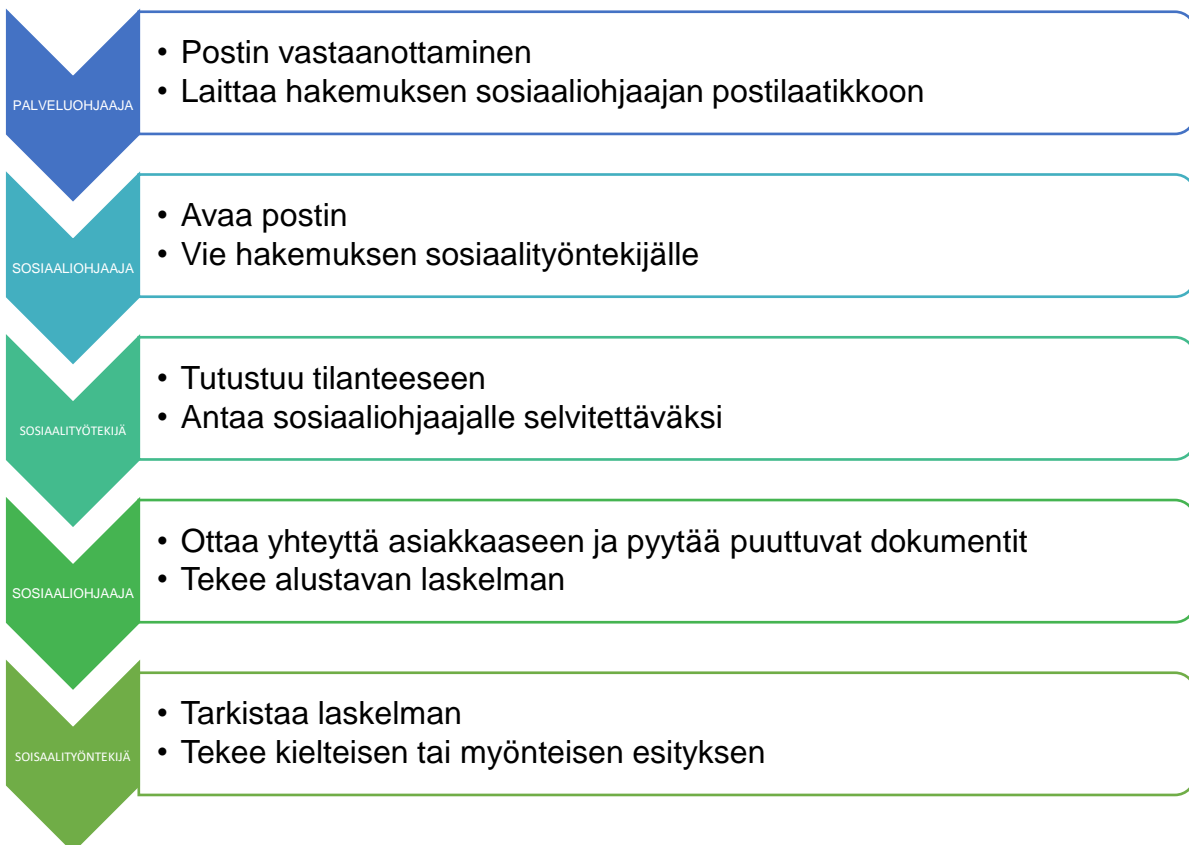 PALVELUOHJAAJA
• Postin vastaanottaminen
• Laittaa hakemuksen sosiaaliohjaajan postilaatikkoon
SOSIAALIOHJAAJA
• Avaa postin
• Vie hakemuksen sosiaalityöntekijälle
SOSIAALITYÖTEKIJÄ
• Tutustuu tilanteeseen
• Antaa sosiaaliohjaajalle selvitettäväksi
SOSIAALIOHJAAJA
• Ottaa yhteyttä asiakkaaseen ja pyytää puuttuvat dokumentit
• Tekee alustavan laskelman
SOISAALITYÖNTEKIJÄ
• Tarkistaa laskelman
• Tekee kielteisen tai myönteisen esityksen